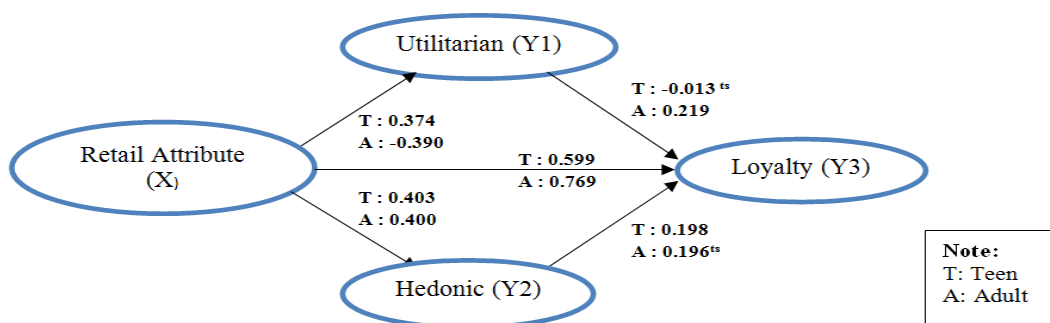 Utilitarian (Y1)
T : -0.013 ts
A : 0.219
T : 0.374
A : -0.390
Retail Attribute
(X)
T : 0.599
A : 0.769
Loyalty (Y3)
T : 0.403
A : 0.400
T : 0.198
A : 0.196ts
Hedonic (Y2)
Note:
T: Teen
A: Adult